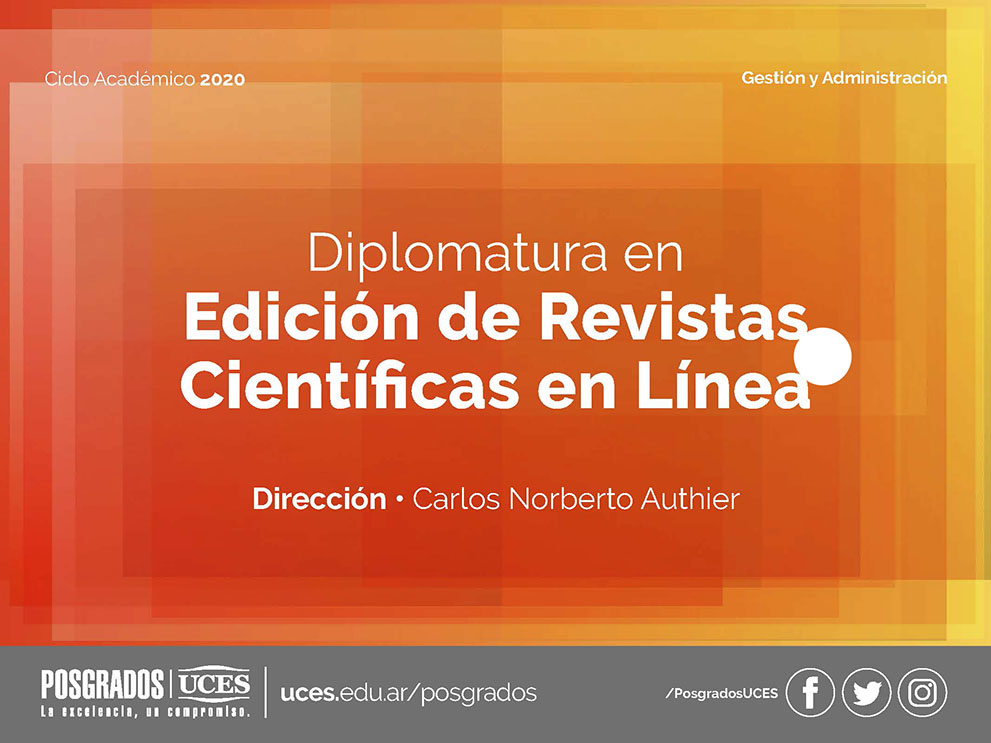 Ciclo Académico 2020
Gestión y Administración
Diplomatura en
Edición de Revistas
Científicas en Línea
Dirección • Carlos Norberto Authier
POSGRADOS UCES
La excelencia, un compromiso.
uces.edu.ar/posgrados
/PosgradosUCES